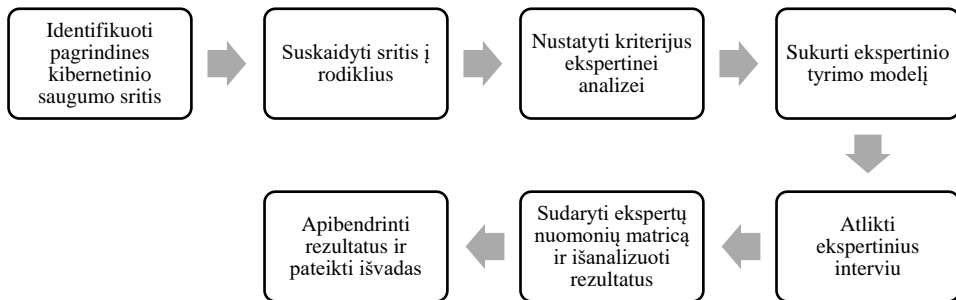 Identifikuoti
pagrindines
kibernetinio
saugumo sritis
Suskaidyti sritis į
rodiklius
Nustatyti kriterijus
ekspertinei
analizei
Sukurti ekspertinio
tyrimo modelį
Atlikti
ekspertinius
interviu
Sudaryti ekspertų
nuomonių matricą
ir išanalizuoti
rezultatus
Apibendrinti
rezultatus ir
pateikti išvadas